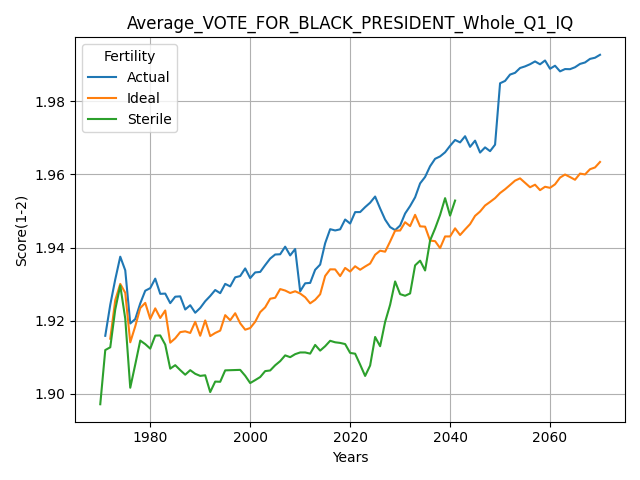 Average_VOTE_FOR_BLACK_PRESIDENT_Whole_Q1_IQ
Fertility
Actual
Ideal
Sterile
Score(1-2)
1.98
1.96
1.94
1.92
1.90
1980
2000
2020
2040
2060
Years